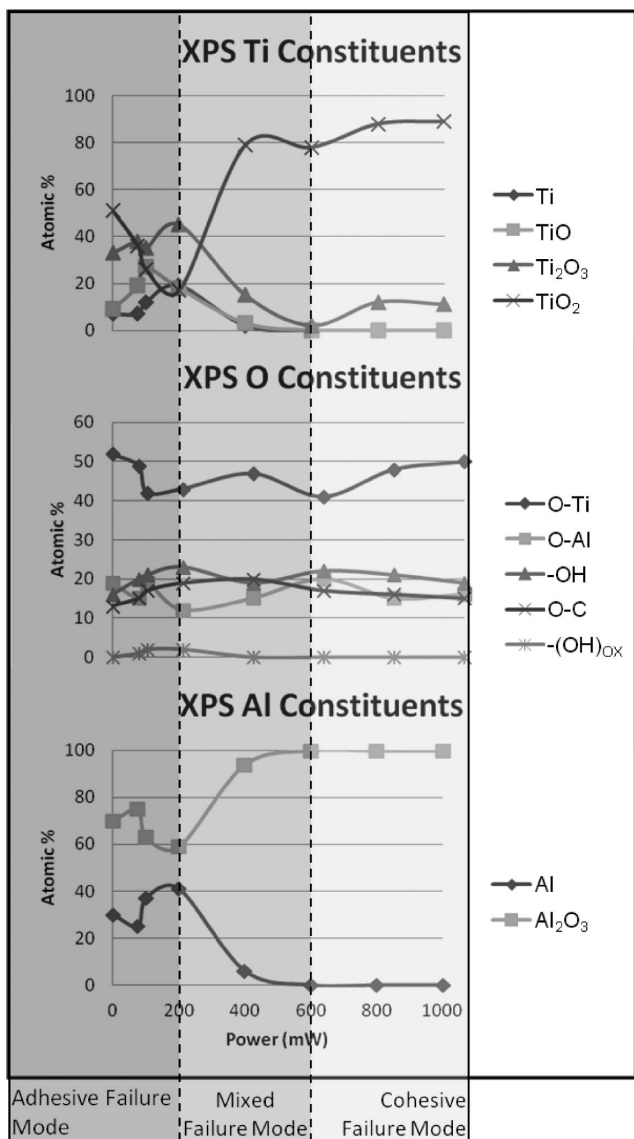 XPS Ti Constituents
100
80
60
40
20
0
Atomic %
Ti
TiO
Ti₂O₃
TiO₂
XPS O Constituents
60
50
40
30
20
10
0
Atomic %
O-Ti
O-Al
-OH
O-C
-(OH)OX
XPS Al Constituents
100
80
60
40
20
0
Atomic %
Al
Al₂O₃
0 200 400 600 800 1000
Power (mW)
Adhesive Failure
Mode
Mixed
Failure Mode
Cohesive
Failure Mode